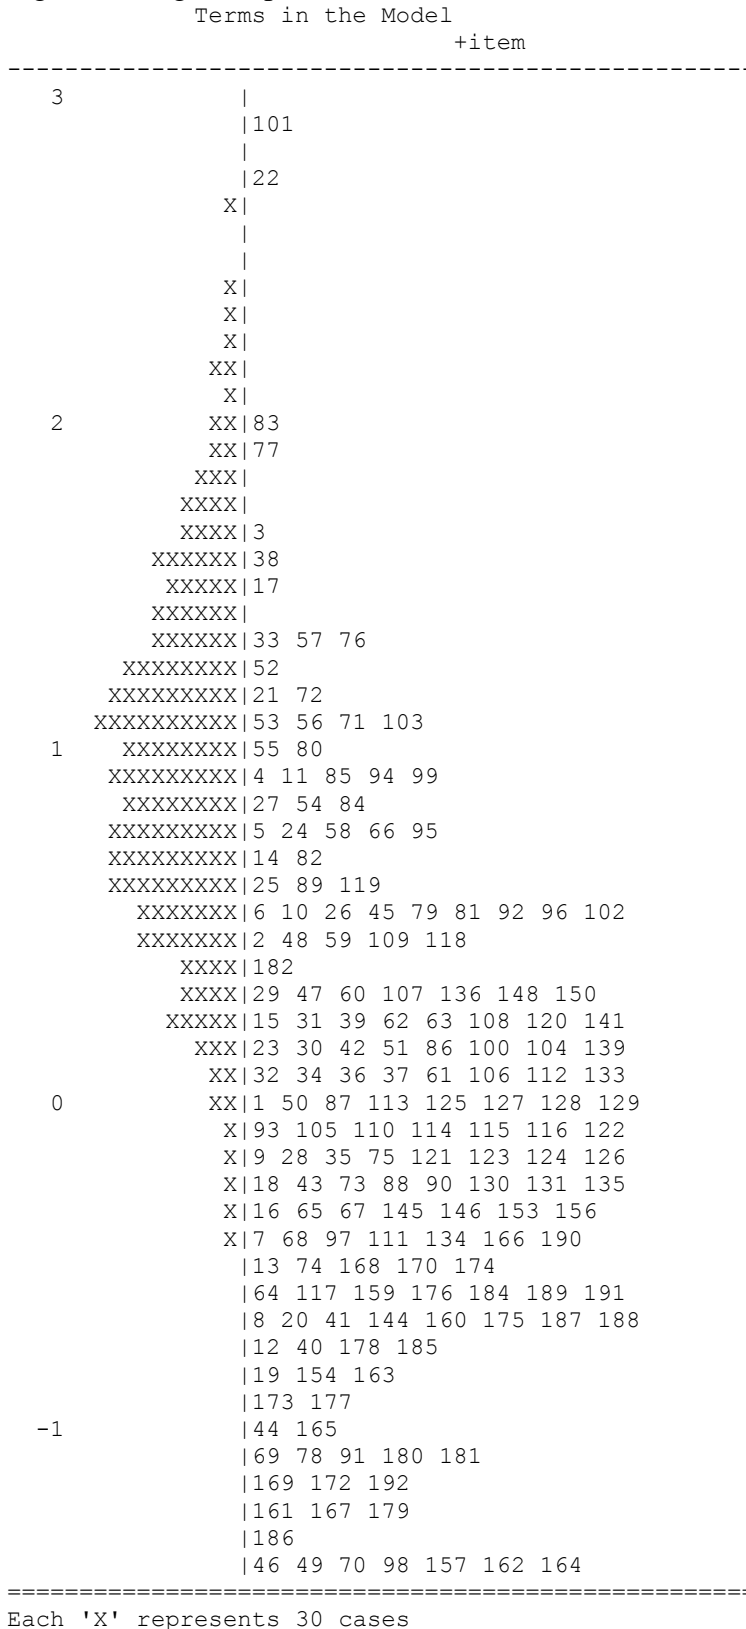 Terms in the Model
+item
--------------------------------------------------
3 |
|101
|
|22
X|
|
|
X|
X|
X|
XX|
X|
2 XX|83
XX|77
XXX|
XXXX|
XXXX|3
XXXXXX|38
XXXXX|17
XXXXXX|
XXXXXX|33 57 76
XXXXXXXX|52
XXXXXXXXX|21 72
XXXXXXXXXX|53 56 71 103
1 XXXXXXXX|55 80
XXXXXXXXX|4 11 85 94 99
XXXXXXXX|27 54 84
XXXXXXXXX|5 24 58 66 95
XXXXXXXXX|14 82
XXXXXXXXX|25 89 119
XXXXXXX|6 10 26 45 79 81 92 96 102
XXXXXXX|2 48 59 109 118
XXXX|182
XXXX|29 47 60 107 136 148 150
XXXXX|15 31 39 62 63 108 120 141
XXX|23 30 42 51 86 100 104 139
XX|32 34 36 37 61 106 112 133
0 XX|1 50 87 113 125 127 128 129
X|93 105 110 114 115 116 122
X|9 28 35 75 121 123 124 126
X|18 43 73 88 90 130 131 135
X|16 65 67 145 146 153 156
X|7 68 97 111 134 166 190
|13 74 168 170 174
|64 117 159 176 184 189 191
|8 20 41 144 160 175 187 188
|12 40 178 185
|19 154 163
|173 177
-1 |44 165
|69 78 91 180 181
|169 172 192
|161 167 179
|186
|46 49 70 98 157 162 164
==================================================
Each 'X' represents 30 cases